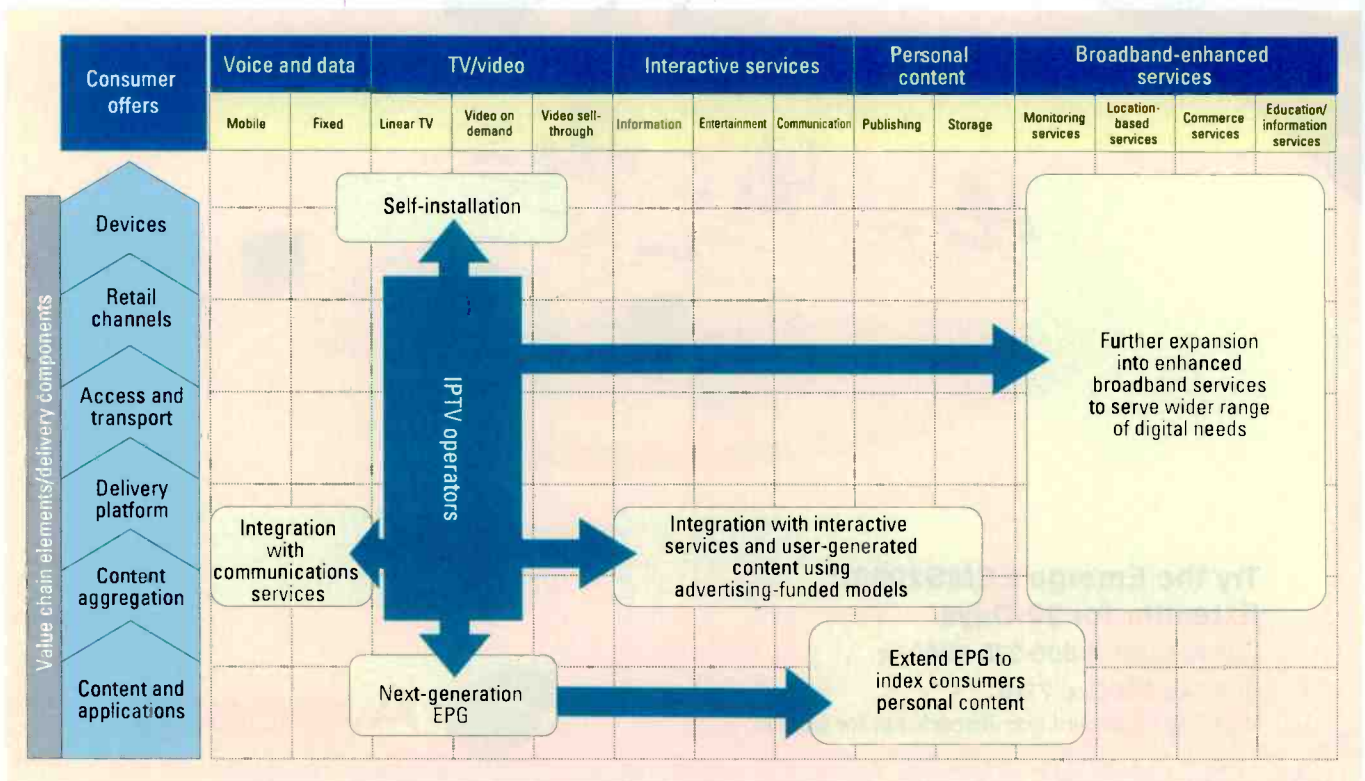 Consumer
offers
Voice and data
TV/video
Interactive services
Personal
content
Broadband-enhanced
services
Mobile
Fixed
Linear TV
Video on
demand
Video sell-
through
Information
Entertainment
Communication
Publishing
Storage
Monitoring
services
Location-
based
services
Commerce
services
Education/
information
services
Value chain elements/delivery components
Devices
Retail
channels
Access and
transport
Delivery
platform
Content
aggregation
Content and
applications
Self-installation
IPTV operators
Integration
with
communications
services
Integration with interactive
services and user-generated
content using
advertising-funded models
Further expansion
into enhanced
broadband services
to serve wider range
of digital needs
Next-generation
EPG
Extend EPG to
index consumers
personal content